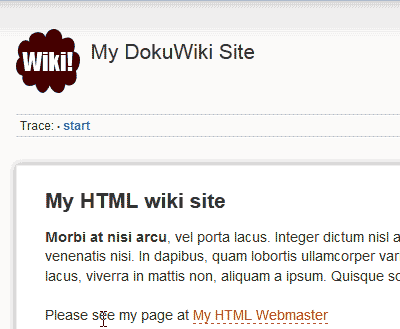 Wiki!
My DokuWiki Site
Trace: • start
My HTML wiki site
Morbi at nisi arcu, vel porta lacus. Integer dictum nisl a
venenatis nisi. In dapibus, quam lobortis ullamcorper var
lacus, viverra in mattis non, aliquam a ipsum. Quisque sc
Please see my page at My HTML Webmaster